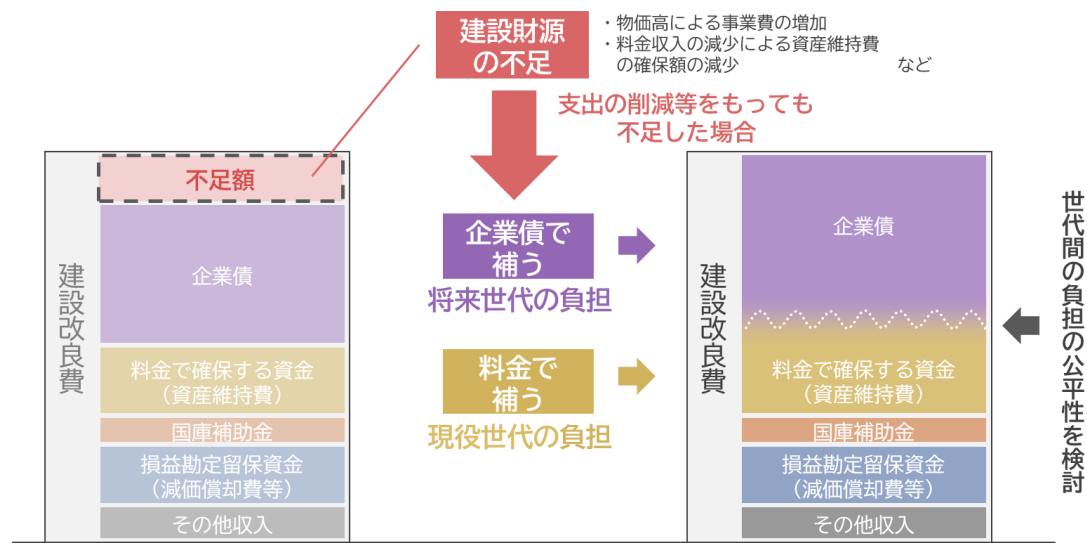 建設財源
の不足
・物価高による事業費の増加
・料金収入の減少による資産維持費
の確保額の減少　など
支出の削減等をもっても
不足した場合
建設改良費
不足額
企業債
料金で確保する資金
（資産維持費）
国庫補助金
損益勘定留保資金
（減価償却費等）
その他収入
企業債で
補う
将来世代の負担
料金で
補う
現役世代の負担
建設改良費
企業債
料金で確保する資金
（資産維持費）
国庫補助金
損益勘定留保資金
（減価償却費等）
その他収入
世代間の負担の公平性を検討